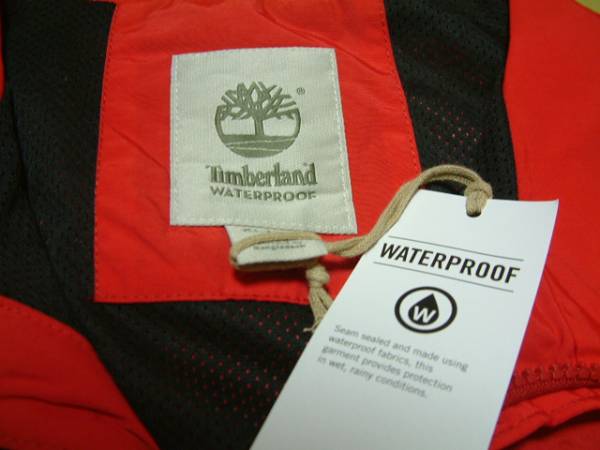 ®
Timberland
WATERPROOF
WATERPROOF
W
Seam sealed and made using
waterproof fabrics, this
garment provides protection
in wet, rainy conditions.